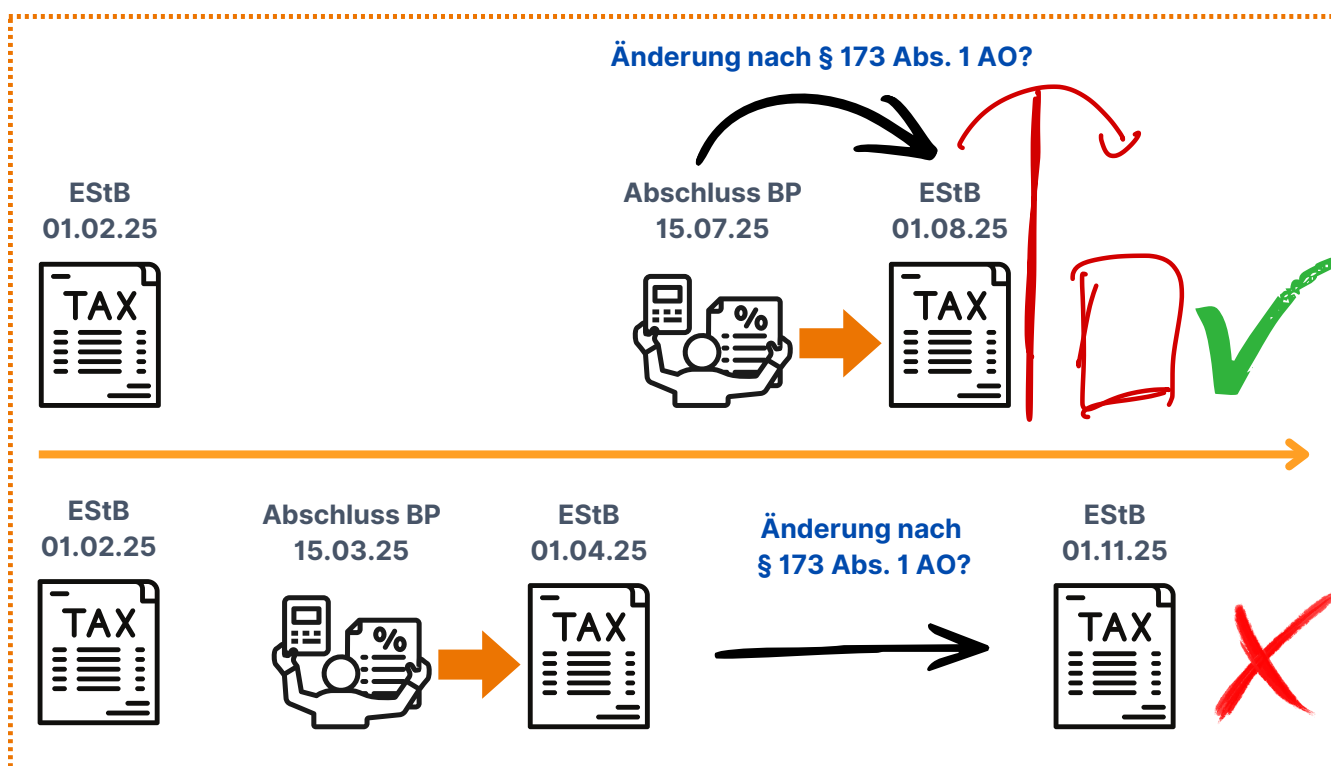 Änderung nach § 173 Abs. 1 AO?
EStB
01.02.25
Abschluss BP
15.07.25
EStB
01.08.25
TAX
%
TAX
EStB
01.02.25
Abschluss BP
15.03.25
EStB
01.04.25
Änderung nach
§ 173 Abs. 1 AO?
EStB
01.11.25
TAX
%
TAX
TAX